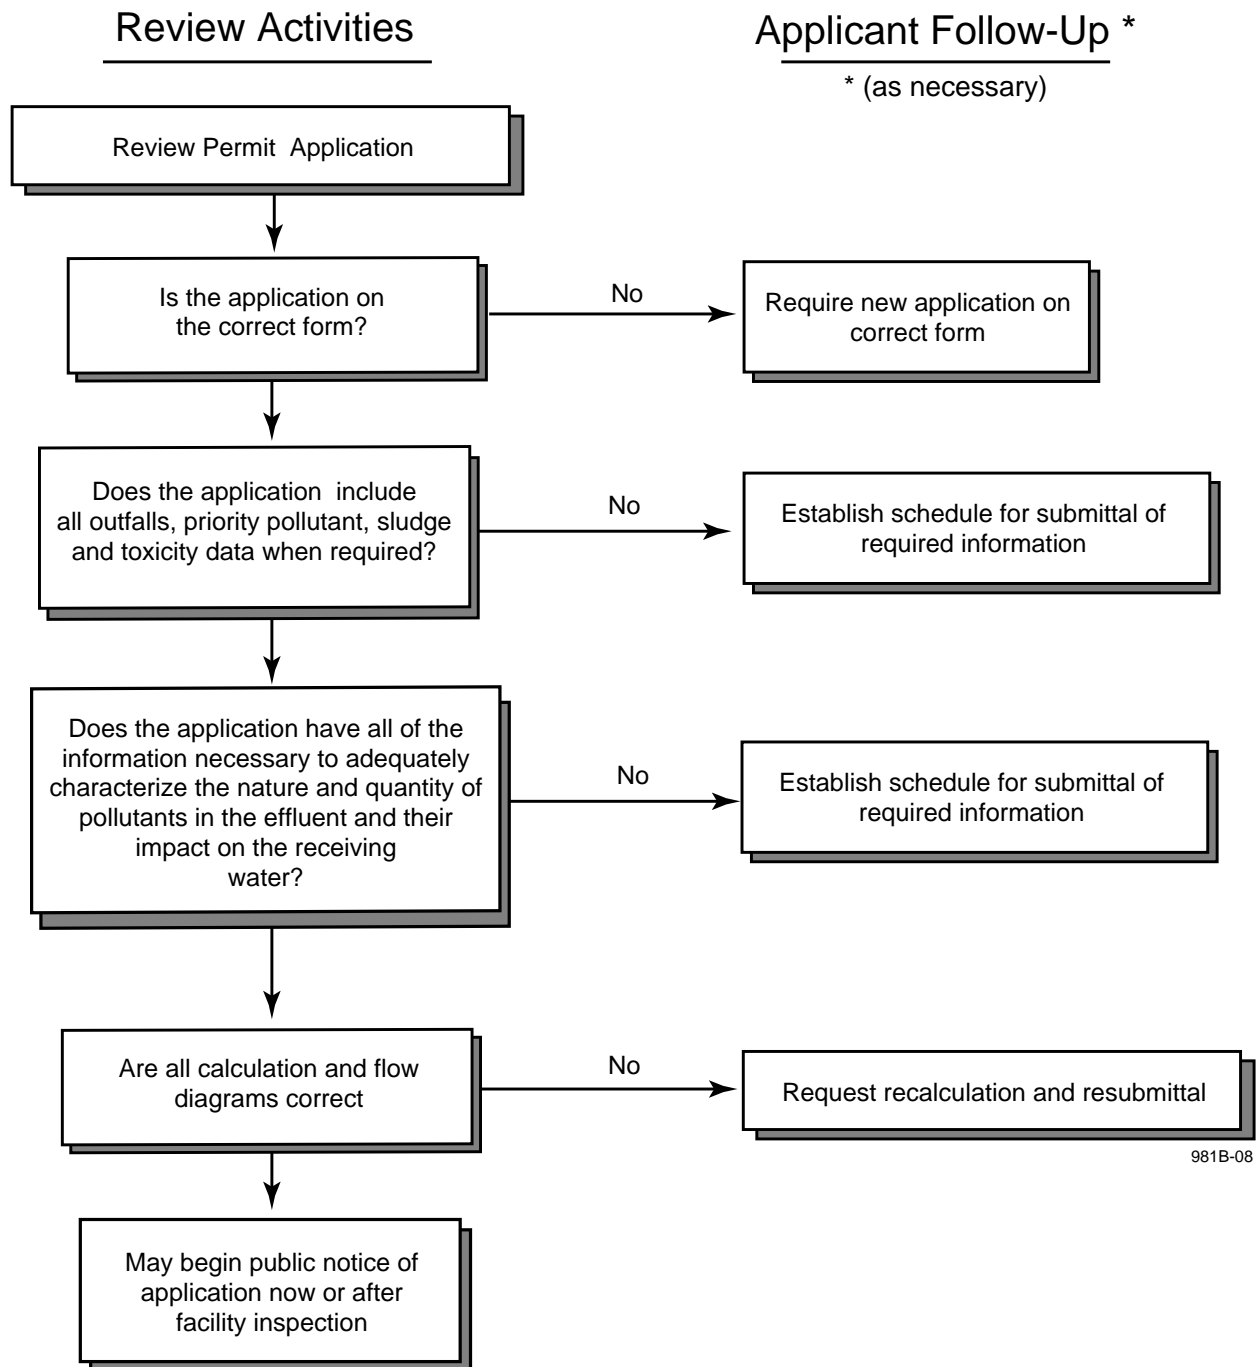 Review Activities
Applicant Follow-Up *
* (as necessary)
Review Permit Application
Is the application on
the correct form?
No
Require new application on
correct form
Does the application include
all outfalls, priority pollutant, sludge
and toxicity data when required?
No
Establish schedule for submittal of
required information
Does the application have all of the
information necessary to adequately
characterize the nature and quantity of
pollutants in the effluent and their
impact on the receiving
water?
No
Establish schedule for submittal of
required information
Are all calculation and flow
diagrams correct
No
Request recalculation and resubmittal
981B-08
May begin public notice of
application now or after
facility inspection